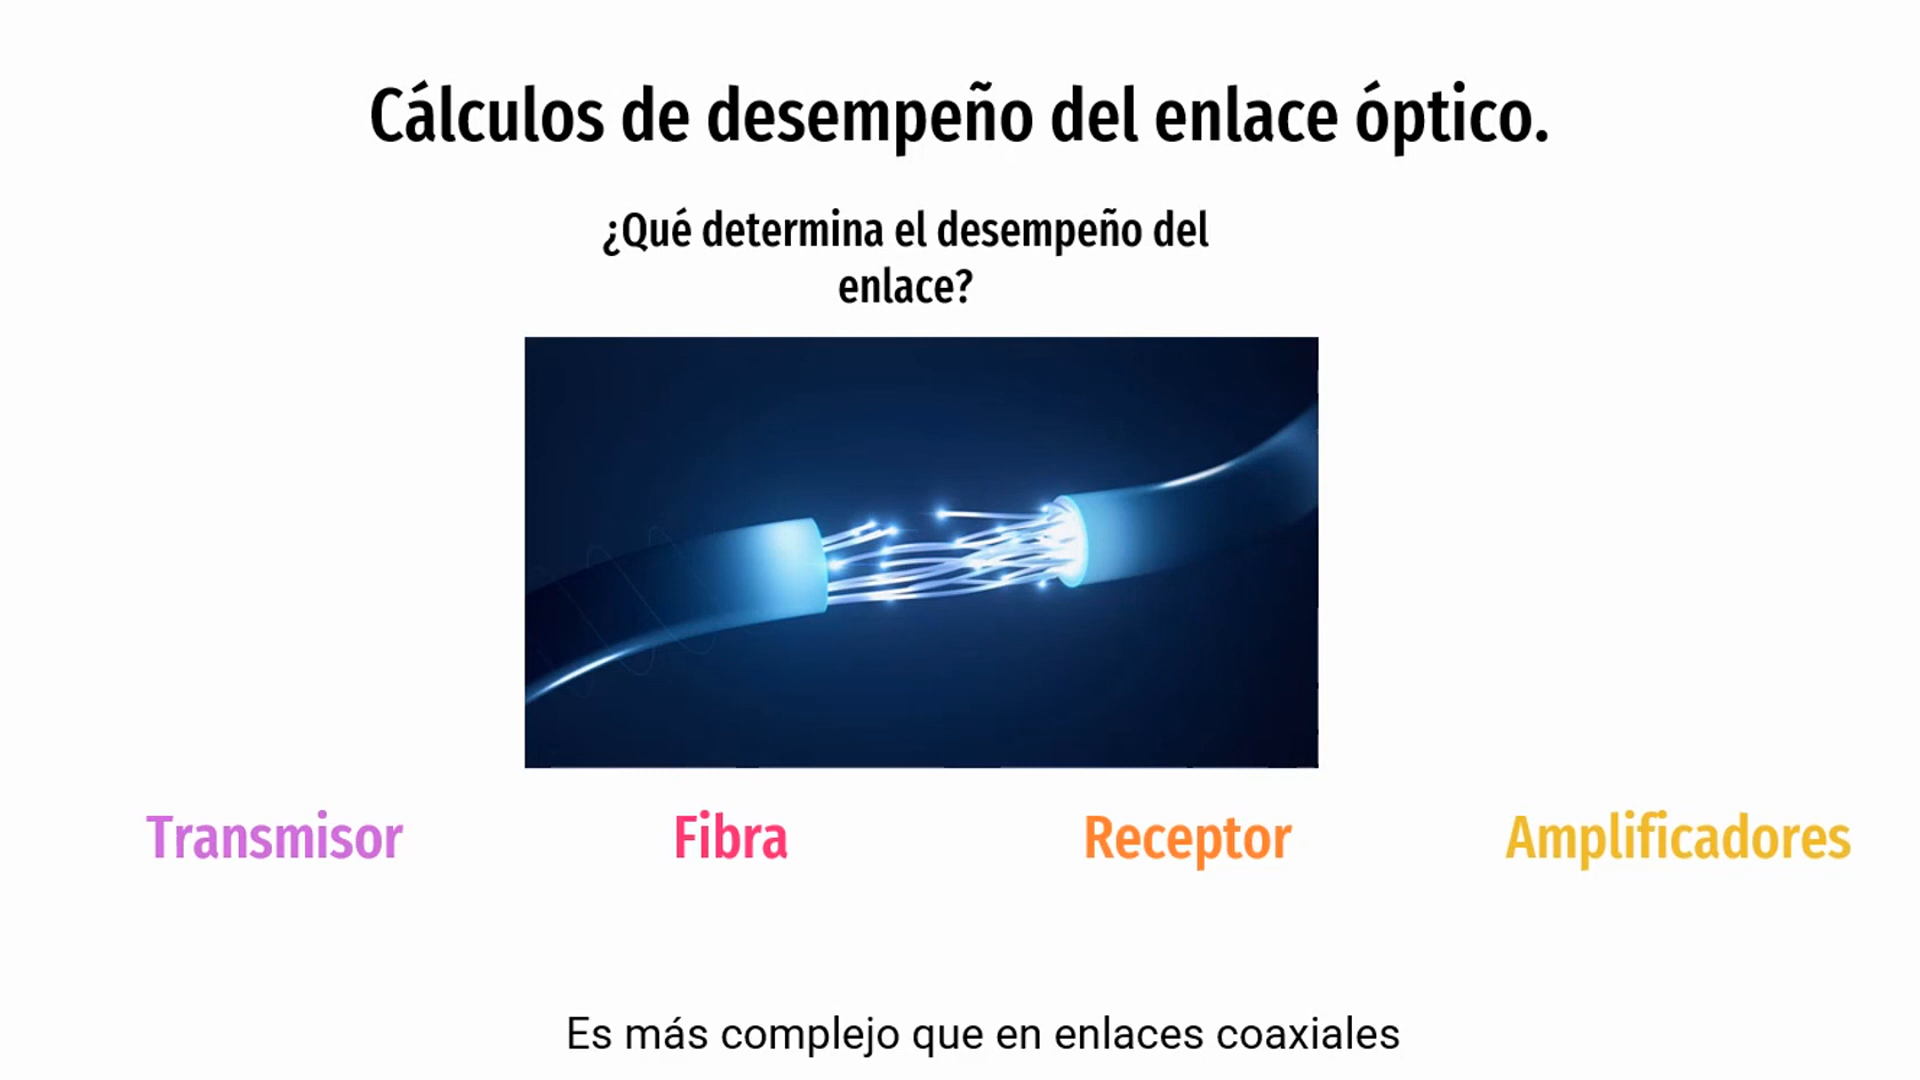 Cálculos de desempeño del enlace óptico.
¿Qué determina el desempeño del
enlace?
Transmisor
Fibra
Receptor
Amplificadores
Es más complejo que en enlaces coaxiales